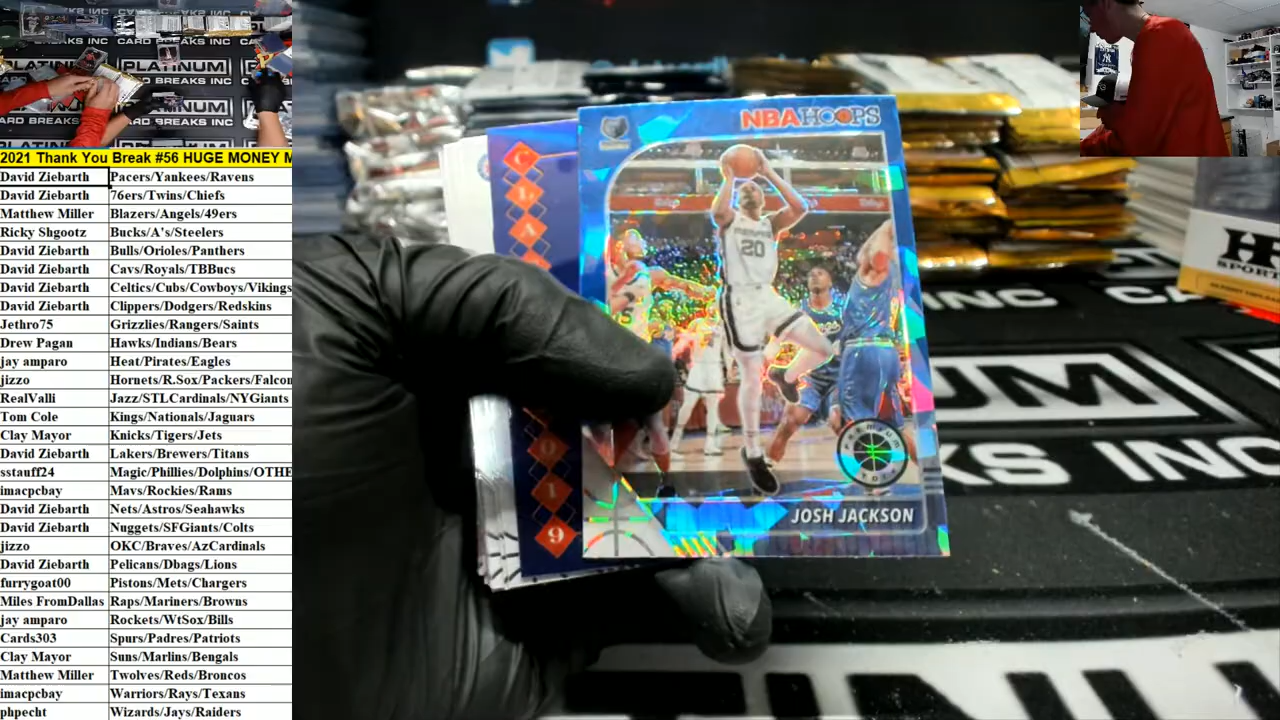 PLATINUM
CARD BREAKS INC
2021 Thank You Break #56 HUGE MONEY M
David Ziebarth Pacers/Yankees/Ravens
David Ziebarth 76ers/Twins/Chiefs
Matthew Miller Blazers/Angels/49ers
Ricky Shgootz Bucks/A's/Steelers
David Ziebarth Bulls/Orioles/Panthers
David Ziebarth Cavs/Royals/TBBucs
David Ziebarth Celtics/Cubs/Cowboys/Vikings
David Ziebarth Clippers/Dodgers/Redskins
Jethro75 Grizzlies/Rangers/Saints
Drew Pagan Hawks/Indians/Bears
jay amparo Heat/Pirates/Eagles
jizzo Hornets/R.Sox/Packers/Falcon
RealValli Jazz/STLCardinals/NYGiants
Tom Cole Kings/Nationals/Jaguars
Clay Mayor Knicks/Tigers/Jets
David Ziebarth Lakers/Brewers/Titans
sstauff24 Magic/Phillies/Dolphins/OTHE
imacpcbay Mavs/Rockies/Rams
David Ziebarth Nets/Astros/Seahawks
David Ziebarth Nuggets/SFGiants/Colts
jizzo OKC/Braves/AzCardinals
David Ziebarth Pelicans/Dbags/Lions
furrygoat00 Pistons/Mets/Chargers
Miles FromDallas Raps/Mariners/Browns
jay amparo Rockets/WtSox/Bills
Cards303 Spurs/Padres/Patriots
Clay Mayor Suns/Marlins/Bengals
Matthew Miller Twolves/Reds/Broncos
imacpcbay Warriors/Rays/Texans
phpecht Wizards/Jays/Raiders
NBA HOOPS
CLA
019
20
PREMIUM
JOSH JACKSON
INC
UM
KS INC